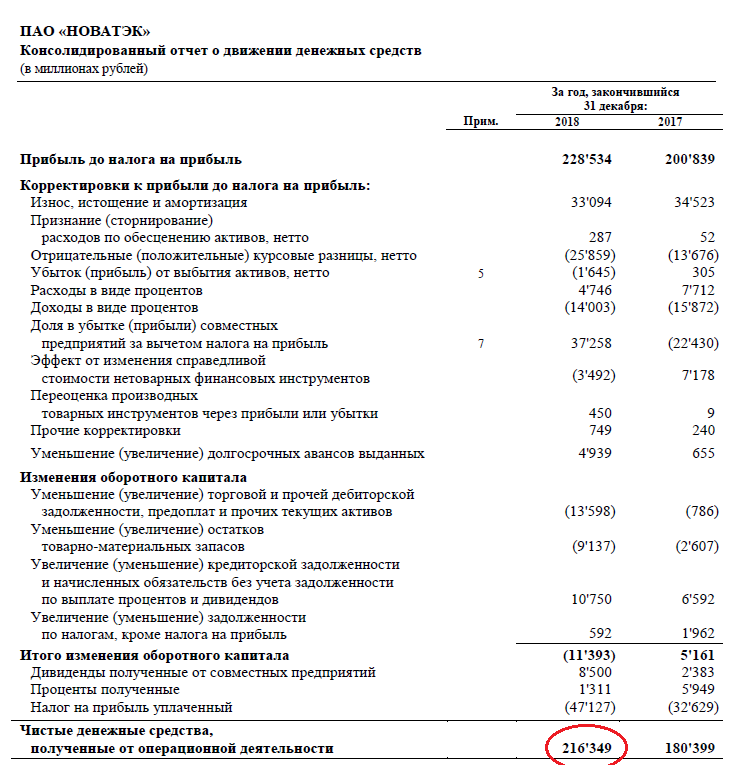 ПАО «НОВАТЭК»
Консолидированный отчет о движении денежных средств
(в миллионах рублей)
За год, закончившийся
31 декабря:
Прим. 2018 2017
Прибыль до налога на прибыль 228'534 200'839
Корректировки к прибыли до налога на прибыль:
Износ, истощение и амортизация 33'094 34'523
Признание (сторнирование)
расходов по обесценению активов, нетто 287 52
Отрицательные (положительные) курсовые разницы, нетто (25'859) (13'676)
Убыток (прибыль) от выбытия активов, нетто 5 (1'645) 305
Расходы в виде процентов 4'746 7'712
Доходы в виде процентов (14'003) (15'872)
Доля в убытке (прибыли) совместных
предприятий за вычетом налога на прибыль 7 37'258 (22'430)
Эффект от изменения справедливой
стоимости нетоварных финансовых инструментов (3'492) 7'178
Переоценка производных
товарных инструментов через прибыли или убытки 450 9
Прочие корректировки 749 240
Уменьшение (увеличение) долгосрочных авансов выданных 4'939 655
Изменения оборотного капитала
Уменьшение (увеличение) торговой и прочей дебиторской
задолженности, предоплат и прочих текущих активов (13'598) (786)
Уменьшение (увеличение) остатков
товарно-материальных запасов (9'137) (2'607)
Увеличение (уменьшение) кредиторской задолженности
и начисленных обязательств без учета задолженности
по выплате процентов и дивидендов 10'750 6'592
Увеличение (уменьшение) задолженности
по налогам, кроме налога на прибыль 592 1'962
Итого изменения оборотного капитала (11'393) 5'161
Дивиденды полученные от совместных предприятий 8'500 2'383
Проценты полученные 1'311 5'949
Налог на прибыль уплаченный (47'127) (32'629)
Чистые денежные средства,
полученные от операционной деятельности 216'349 180'399